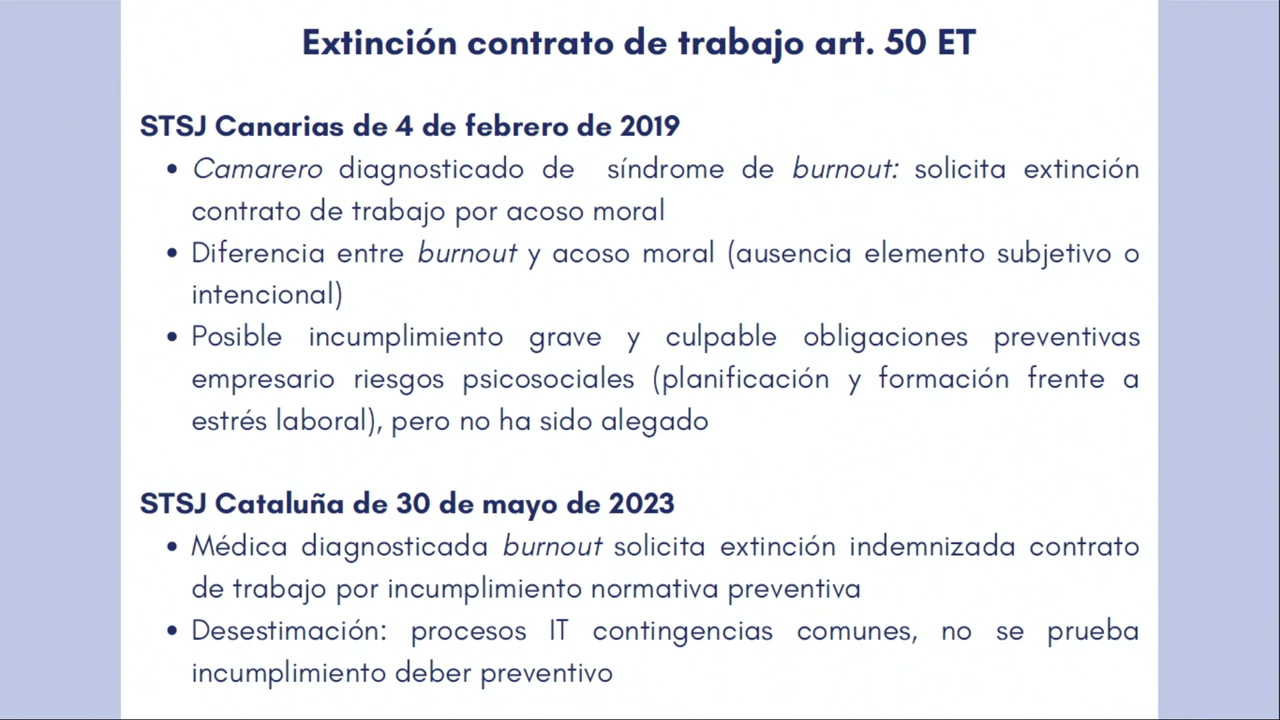 Extinción contrato de trabajo art. 50 ET
STSJ Canarias de 4 de febrero de 2019
• Camarero diagnosticado de síndrome de burnout: solicita extinción
contrato de trabajo por acoso moral
• Diferencia entre burnout y acoso moral (ausencia elemento subjetivo o
intencional)
• Posible incumplimiento grave y culpable obligaciones preventivas
empresario riesgos psicosociales (planificación y formación frente a
estrés laboral), pero no ha sido alegado
STSJ Cataluña de 30 de mayo de 2023
• Médica diagnosticada burnout solicita extinción indemnizada contrato
de trabajo por incumplimiento normativa preventiva
• Desestimación: procesos IT contingencias comunes, no se prueba
incumplimiento deber preventivo